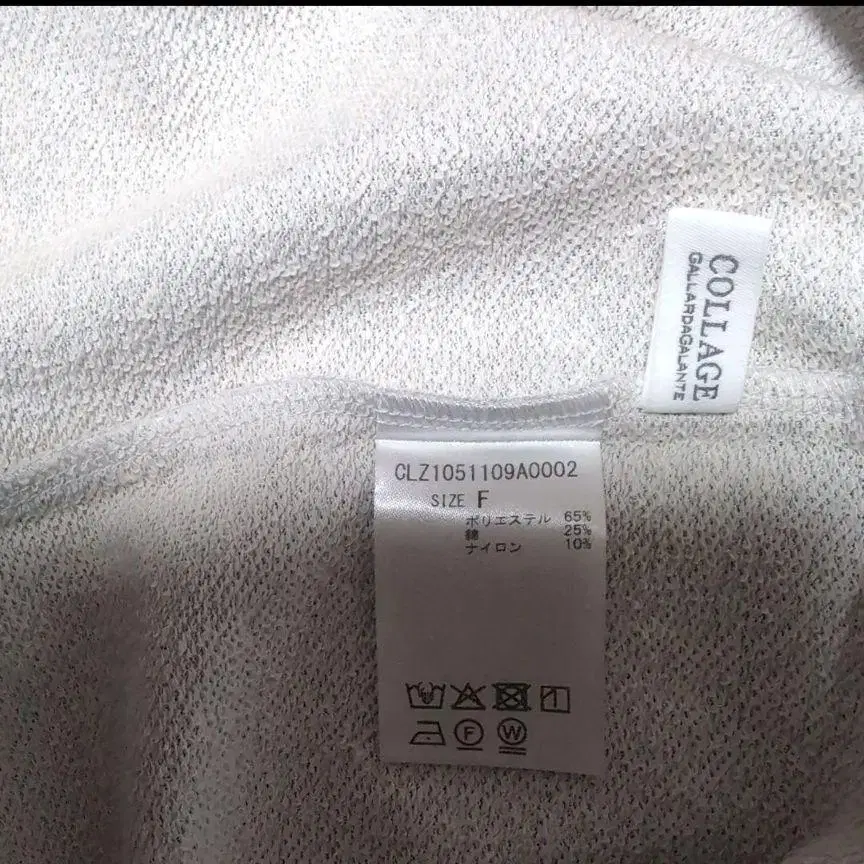 COLLAGE
GALLARDAGALANTE
CLZ1051109A0002
SIZE F
ポリエステル 65%
綿 25%
ナイロン 10%
F W